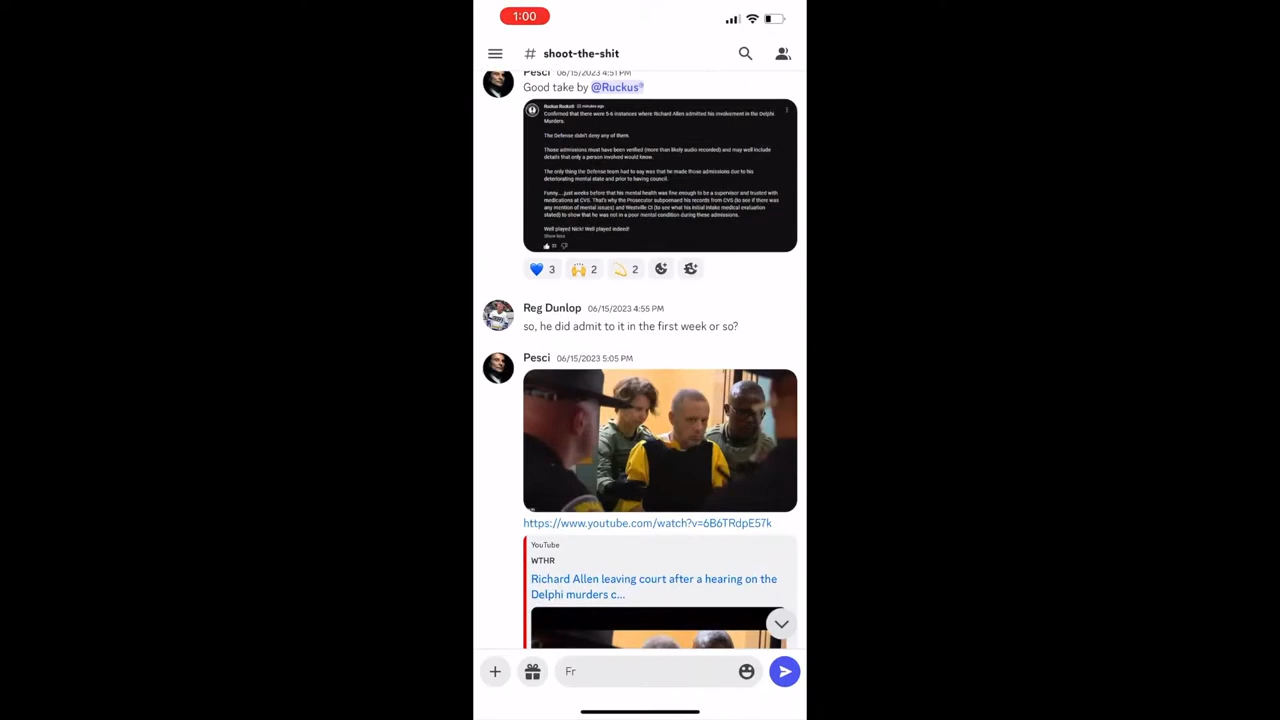 1:00
# shoot-the-shit
Pesci 06/15/2023 4:51 PM
Good take by @Ruckus®
Ruckus Ruckus6 22 minutes ago
Confirmed that there were 5-6 instances where Richard Allen admitted his involvement in the Delphi
Murders.
The Defense didn't deny any of them.
Those admissions must have been verified (more than likely audio recorded) and may well include
details that only a person involved would know.
The only thing the Defense team had to say was that he made those admissions due to his
deteriorating mental state and prior to having council.
Funny.....just weeks before that his mental health was fine enough to be a supervisor and trusted with
medications at CVS. That's why the Prosecutor subpoenaed his records from CVS (to see if there was
any mention of mental issues) and Westville CI (to see what his initial intake medical evaluation
stated) to show that he was not in a poor mental condition during these admissions.
Well played Nick! Well played indeed!
Show less
3 2 2
Reg Dunlop 06/15/2023 4:55 PM
so, he did admit to it in the first week or so?
Pesci 06/15/2023 5:05 PM
https://www.youtube.com/watch?v=6B6TRdpE57k
YouTube
WTHR
Richard Allen leaving court after a hearing on the
Delphi murders c...
Fr